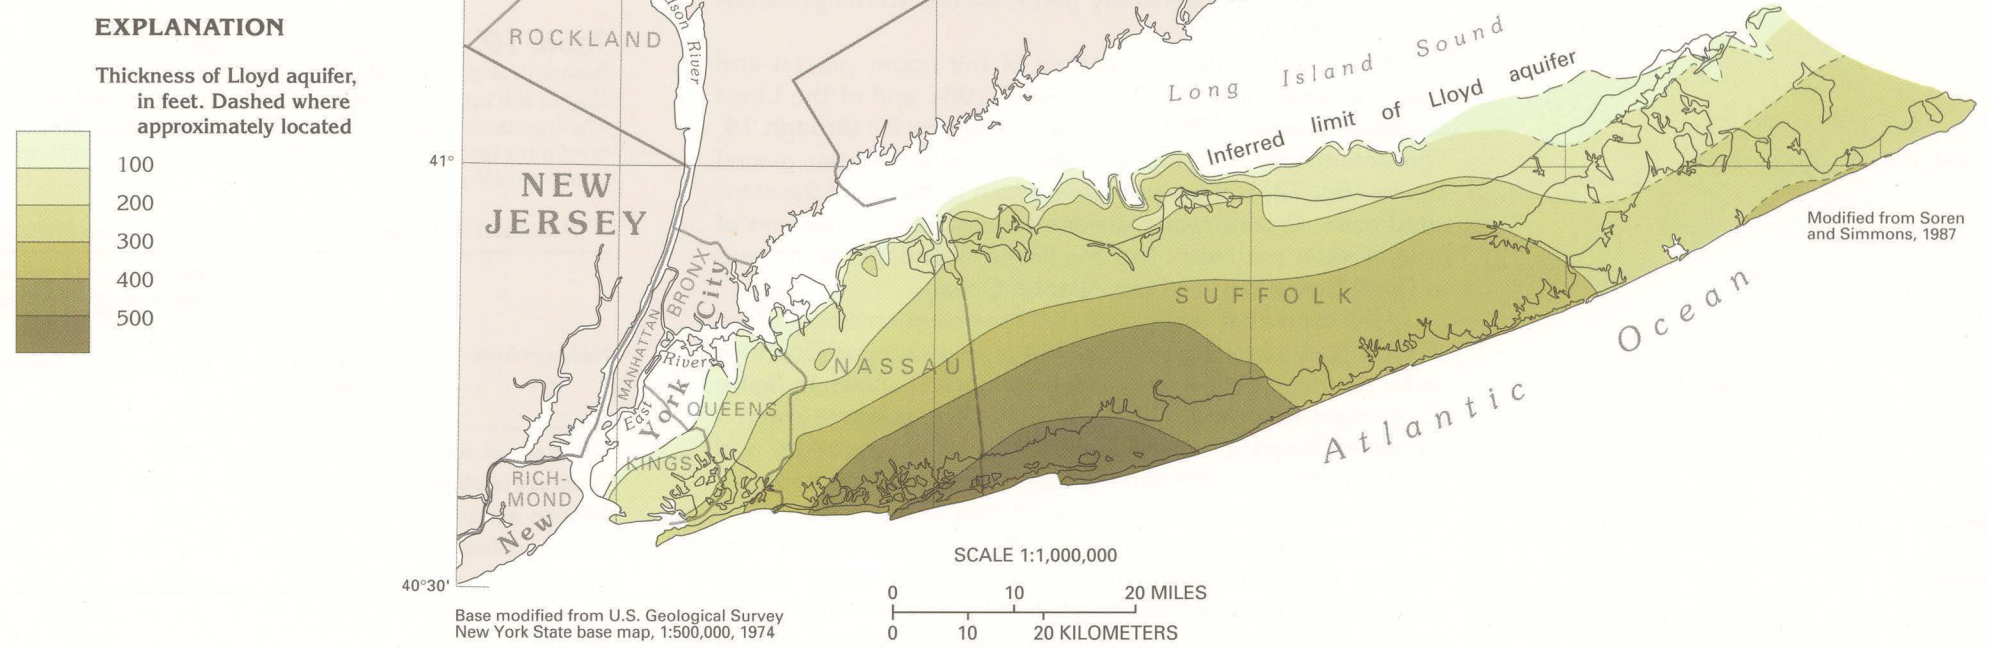 EXPLANATION
Thickness of Lloyd aquifer,
in feet. Dashed where
approximately located
100
200
300
400
500
ROCKLAND
son River
Long Island Sound
Inferred limit of Lloyd aquifer
41°
NEW
JERSEY
BRONX
City
MANHATTAN
River
East
York
QUEENS
KINGS
NASSAU
SUFFOLK
RICH-
MOND
New
Atlantic Ocean
Modified from Soren
and Simmons, 1987
40°30'
SCALE 1:1,000,000
0 10 20 MILES
0 10 20 KILOMETERS
Base modified from U.S. Geological Survey
New York State base map, 1:500,000, 1974